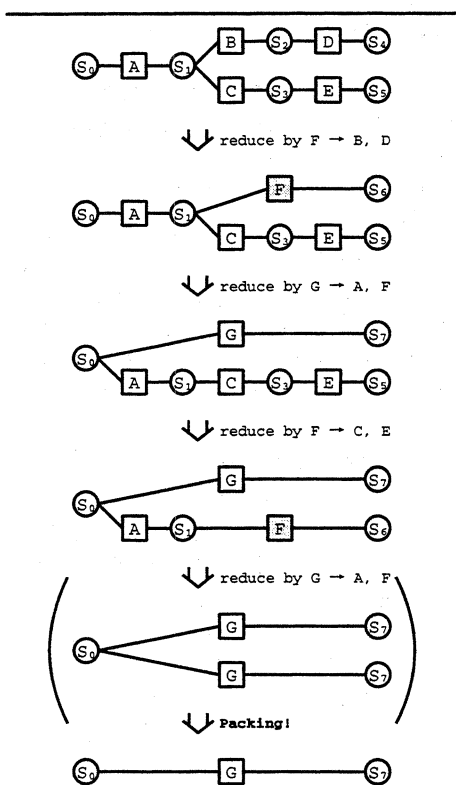 B S₂ D S₄
S₀ A S₁
C S₃ E S₅
reduce by F → B, D
F S₆
S₀ A S₁
C S₃ E S₅
reduce by G → A, F
G S₇
S₀
A S₁ C S₃ E S₅
reduce by F → C, E
G S₇
S₀
A S₁ F S₆
reduce by G → A, F
G S₇
S₀
G S₇
Packing!
S₀ G S₇